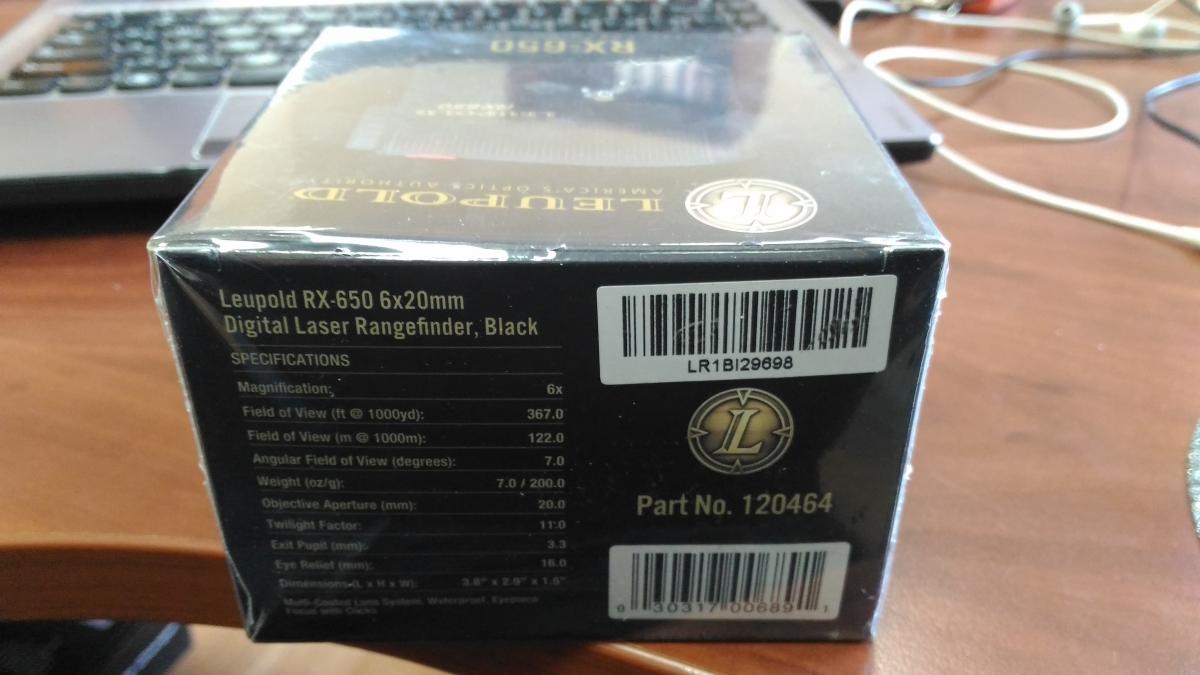 RX-650
LEUPOLD
RX650
AMERICA'S OPTICS AUTHORITY
LEUPOLD
L
Leupold RX-650 6x20mm
Digital Laser Rangefinder, Black
SPECIFICATIONS
Magnification: 6x
Field of View (ft @ 1000yd): 367.0
Field of View (m @ 1000m): 122.0
Angular Field of View (degrees): 7.0
Weight (oz/g): 7.0 / 200.0
Objective Aperture (mm): 20.0
Twilight Factor: 11.0
Exit Pupil (mm): 3.3
Eye Relief (mm): 16.0
Dimensions (L x H x W): 3.8" x 2.9" x 1.5"
Multi-Coated Lens System, Waterproof, Eyepiece
Focus with Clicks
LR1BI29698
L
Part No. 120464
0 30317 00689 1